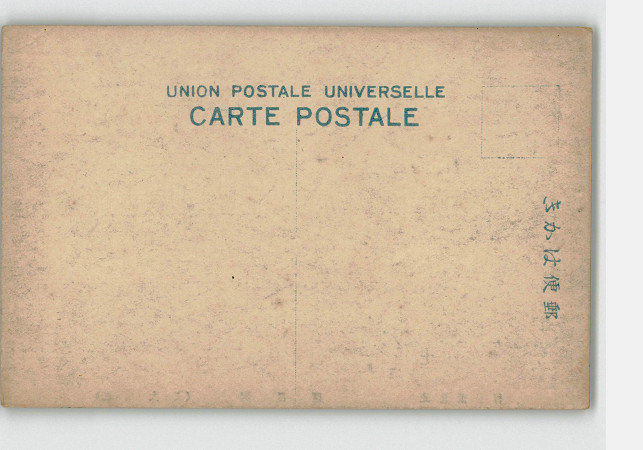 UNION POSTALE UNIVERSELLE
CARTE POSTALE
きかは便郵